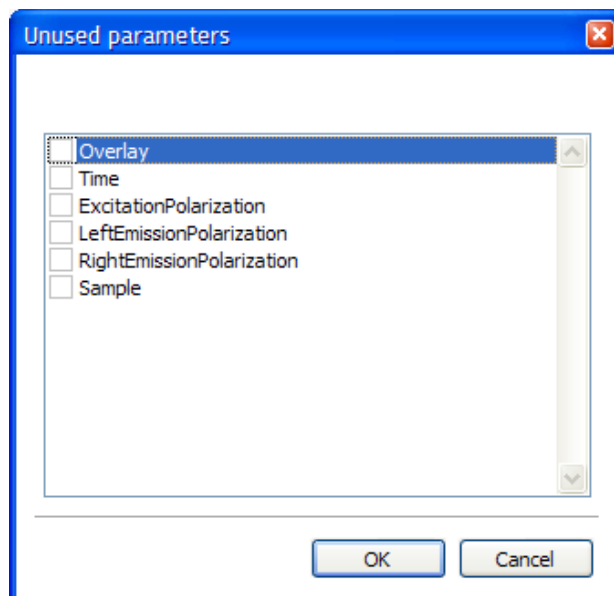 Unused parameters
Overlay
Time
ExcitationPolarization
LeftEmissionPolarization
RightEmissionPolarization
Sample
OK
Cancel